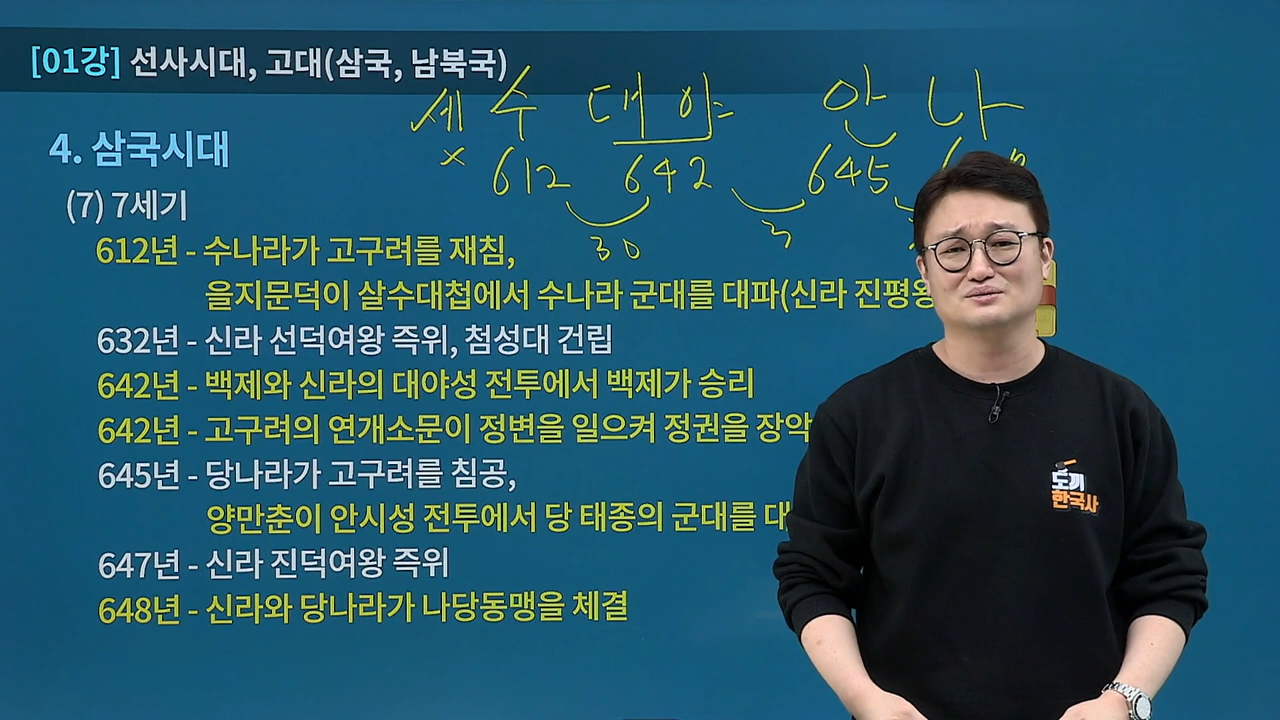 [01강] 선사시대, 고대(삼국, 남북국)
세 수 대야 안 나
x 612 642 645
30 3
4. 삼국시대
(7) 7세기
612년 - 수나라가 고구려를 재침,
을지문덕이 살수대첩에서 수나라 군대를 대파(신라 진평왕
632년 - 신라 선덕여왕 즉위, 첨성대 건립
642년 - 백제와 신라의 대야성 전투에서 백제가 승리
642년 - 고구려의 연개소문이 정변을 일으켜 정권을 장악
645년 - 당나라가 고구려를 침공,
양만춘이 안시성 전투에서 당 태종의 군대를
647년 - 신라 진덕여왕 즉위
648년 - 신라와 당나라가 나당동맹을 체결
도끼
한국사